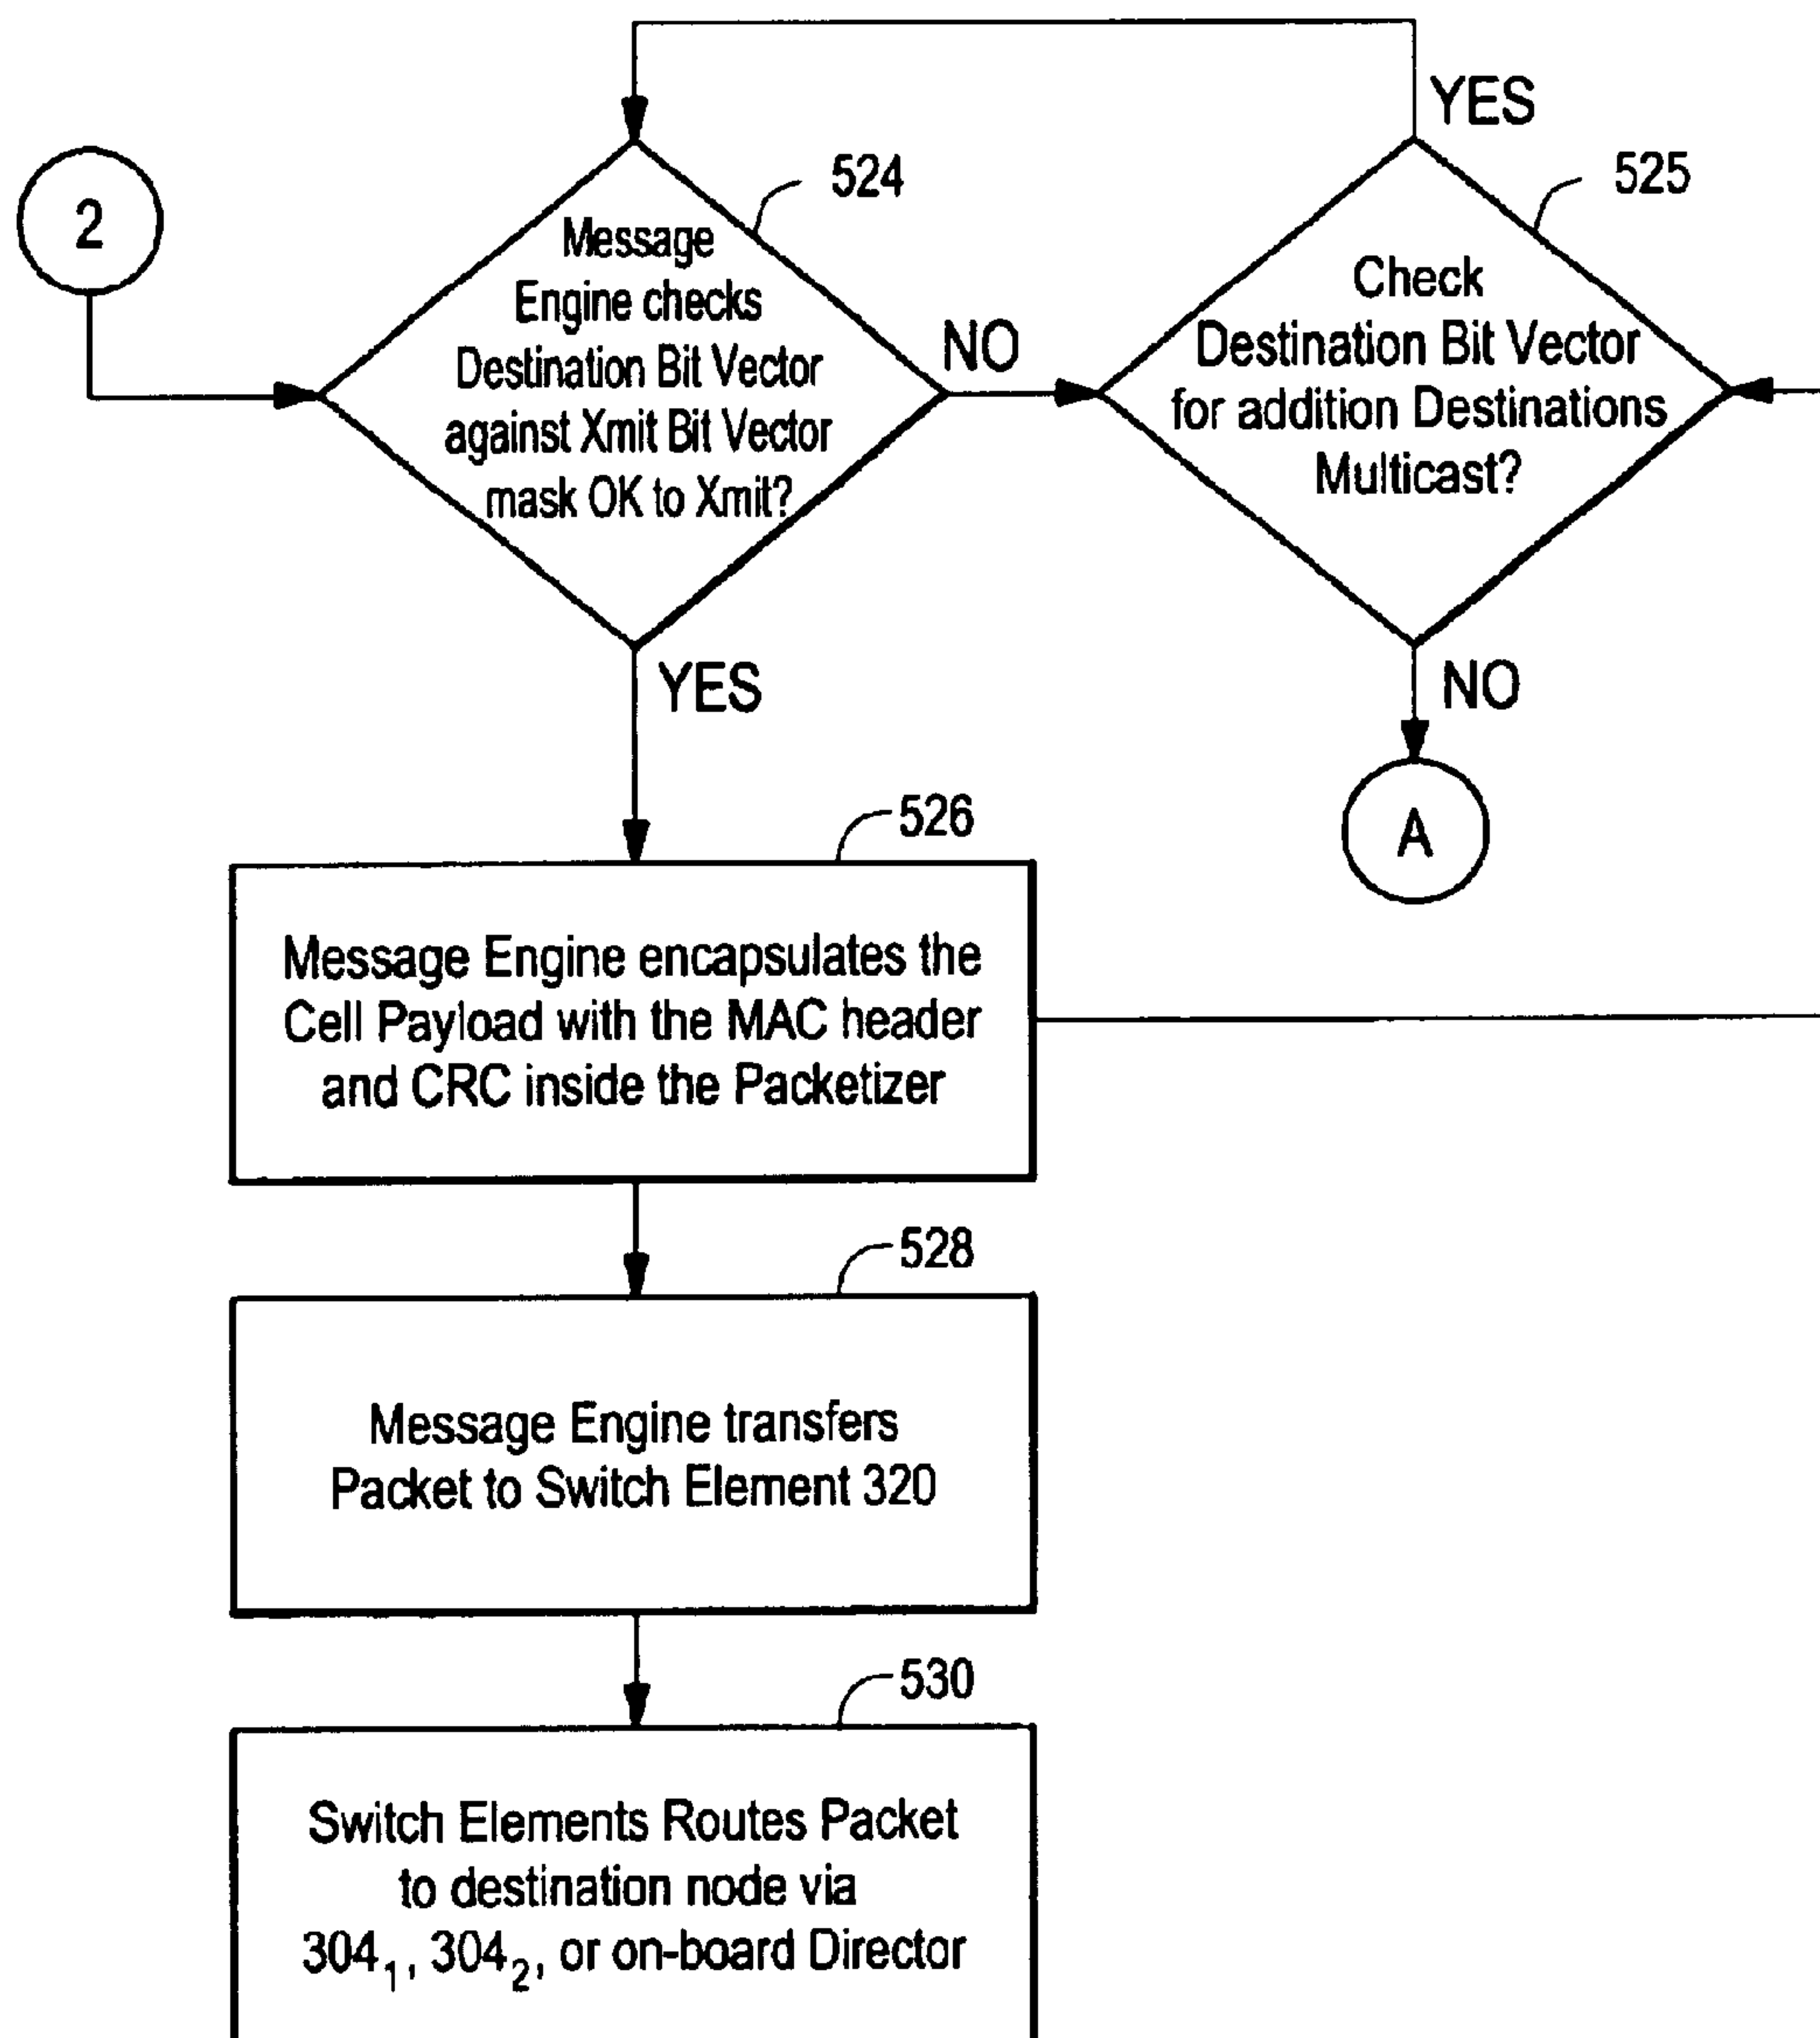 YES
2
524
Message
Engine checks
Destination Bit Vector
against Xmit Bit Vector
mask OK to Xmit?
NO
525
Check
Destination Bit Vector
for addition Destinations
Multicast?
YES
NO
A
526
Message Engine encapsulates the
Cell Payload with the MAC header
and CRC inside the Packetizer
528
Message Engine transfers
Packet to Switch Element 320
530
Switch Elements Routes Packet
to destination node via
304₁, 304₂, or on-board Director